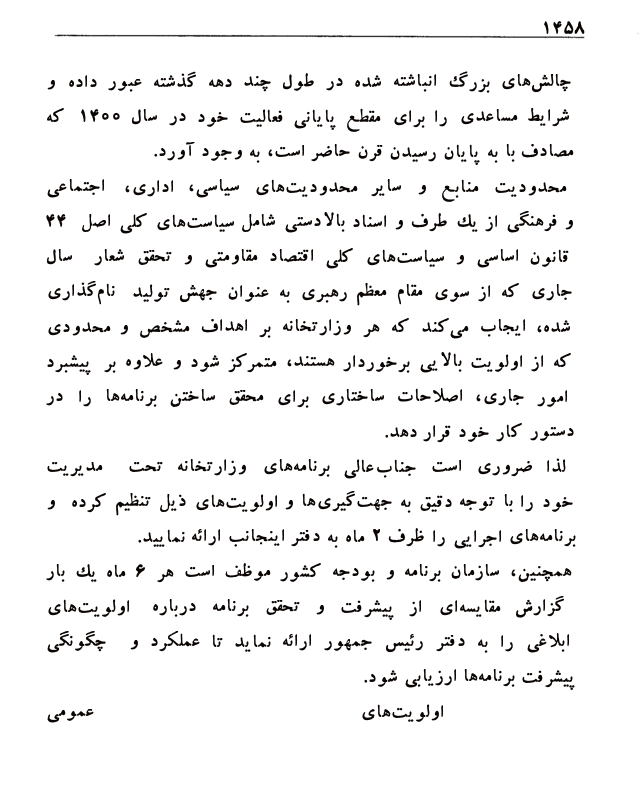 ۱۴۵۸
چالش‌های بزرگ انباشته شده در طول چند دهه گذشته عبور داده و
شرایط مساعدی را برای مقطع پایانی فعالیت خود در سال ۱۴۰۰ که
مصادف با به پایان رسیدن قرن حاضر است، به وجود آورد.
محدودیت منابع و سایر محدودیت‌های سیاسی، اداری، اجتماعی
و فرهنگی از یك طرف و اسناد بالادستی شامل سیاست‌های کلی اصل ۴۴
قانون اساسی و سیاست‌های کلی اقتصاد مقاومتی و تحقق شعار سال
جاری که از سوی مقام معظم رهبری به عنوان جهش تولید نام‌گذاری
شده، ایجاب می‌کند که هر وزارتخانه بر اهداف مشخص و محدودی
که از اولویت بالایی برخوردار هستند، متمرکز شود و علاوه بر پیشبرد
امور جاری، اصلاحات ساختاری برای محقق ساختن برنامه‌ها را در
دستور کار خود قرار دهد.
لذا ضروری است جناب‌عالی برنامه‌های وزارتخانه تحت مدیریت
خود را با توجه دقیق به جهت‌گیری‌ها و اولویت‌های ذیل تنظیم کرده و
برنامه‌های اجرایی را ظرف ۲ ماه به دفتر اینجانب ارائه نمایید.
همچنین، سازمان برنامه و بودجه کشور موظف است هر ۶ ماه یك بار
گزارش مقایسه‌ای از پیشرفت و تحقق برنامه درباره اولویت‌های
ابلاغی را به دفتر رئیس جمهور ارائه نماید تا عملکرد و چگونگی
پیشرفت برنامه‌ها ارزیابی شود.
اولویت‌های عمومی